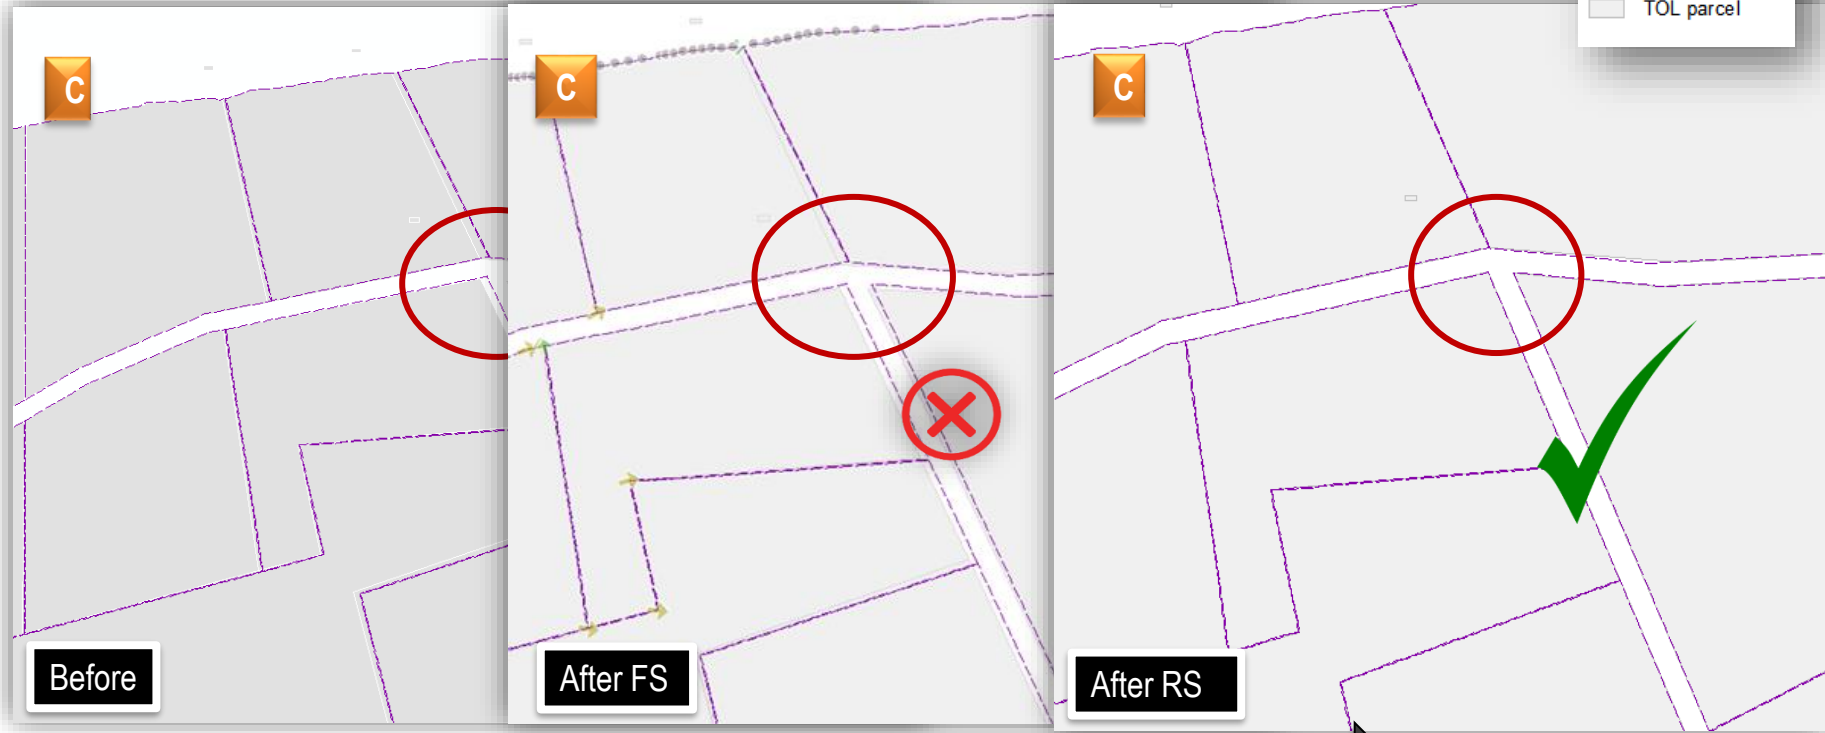 TOL parcel
C
C
C
Before
After FS
After RS